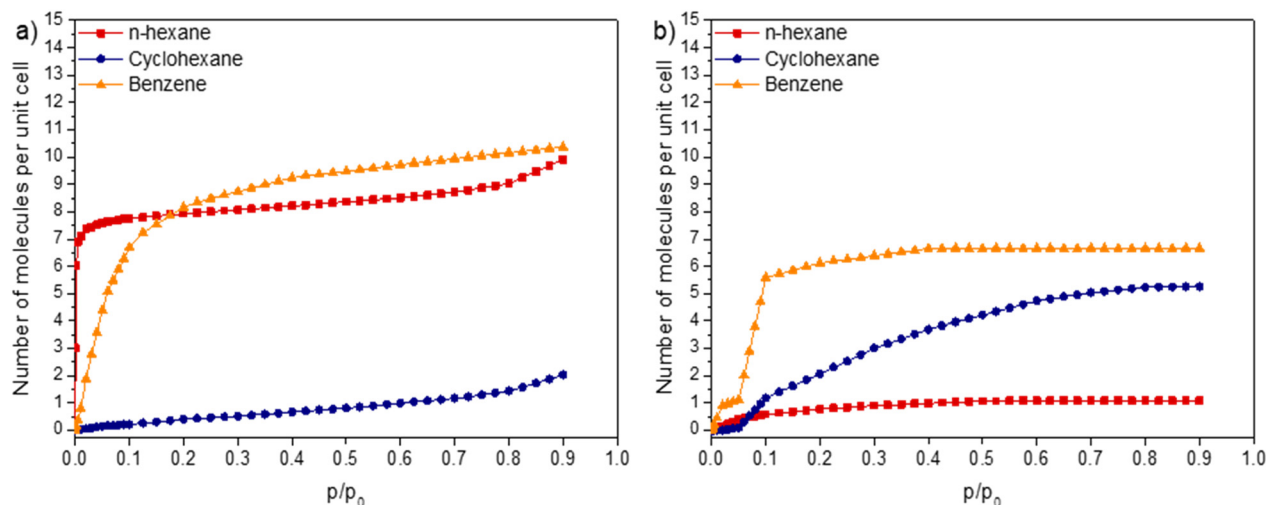 a)
n-hexane
Cyclohexane
Benzene
Number of molecules per unit cell
15
14
13
12
11
10
9
8
7
6
5
4
3
2
1
0
0.0 0.1 0.2 0.3 0.4 0.5 0.6 0.7 0.8 0.9 1.0
p/p0
b)
n-hexane
Cyclohexane
Benzene
Number of molecules per unit cell
15
14
13
12
11
10
9
8
7
6
5
4
3
2
1
0
0.0 0.1 0.2 0.3 0.4 0.5 0.6 0.7 0.8 0.9 1.0
p/p0